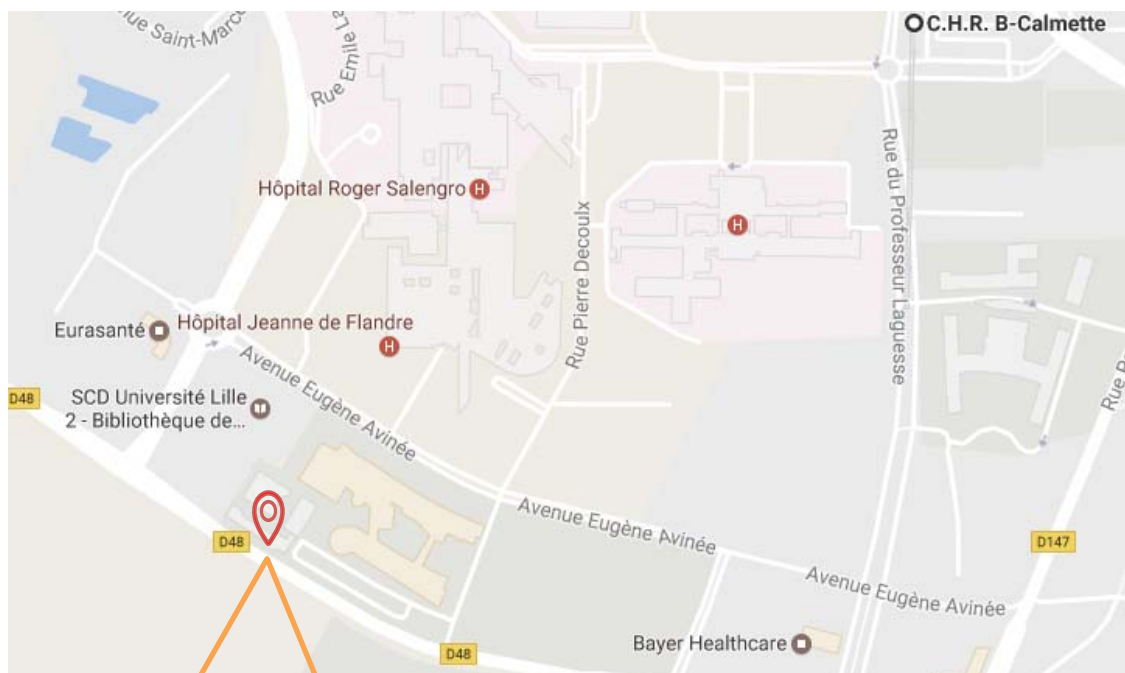 nue Saint-Marce
Rue Emile La
C.H.R. B-Calmette
Hôpital Roger Salengro
H
H
Rue du Professeur Laguesse
Rue Pierre Decoulx
Eurasanté
Hôpital Jeanne de Flandre
H
Avenue Eugène Avinée
D48
SCD Université Lille
2 - Bibliothèque de...
Rue P
D48
Avenue Eugène Avinée
D147
Avenue Eugène Avinée
Bayer Healthcare
D48